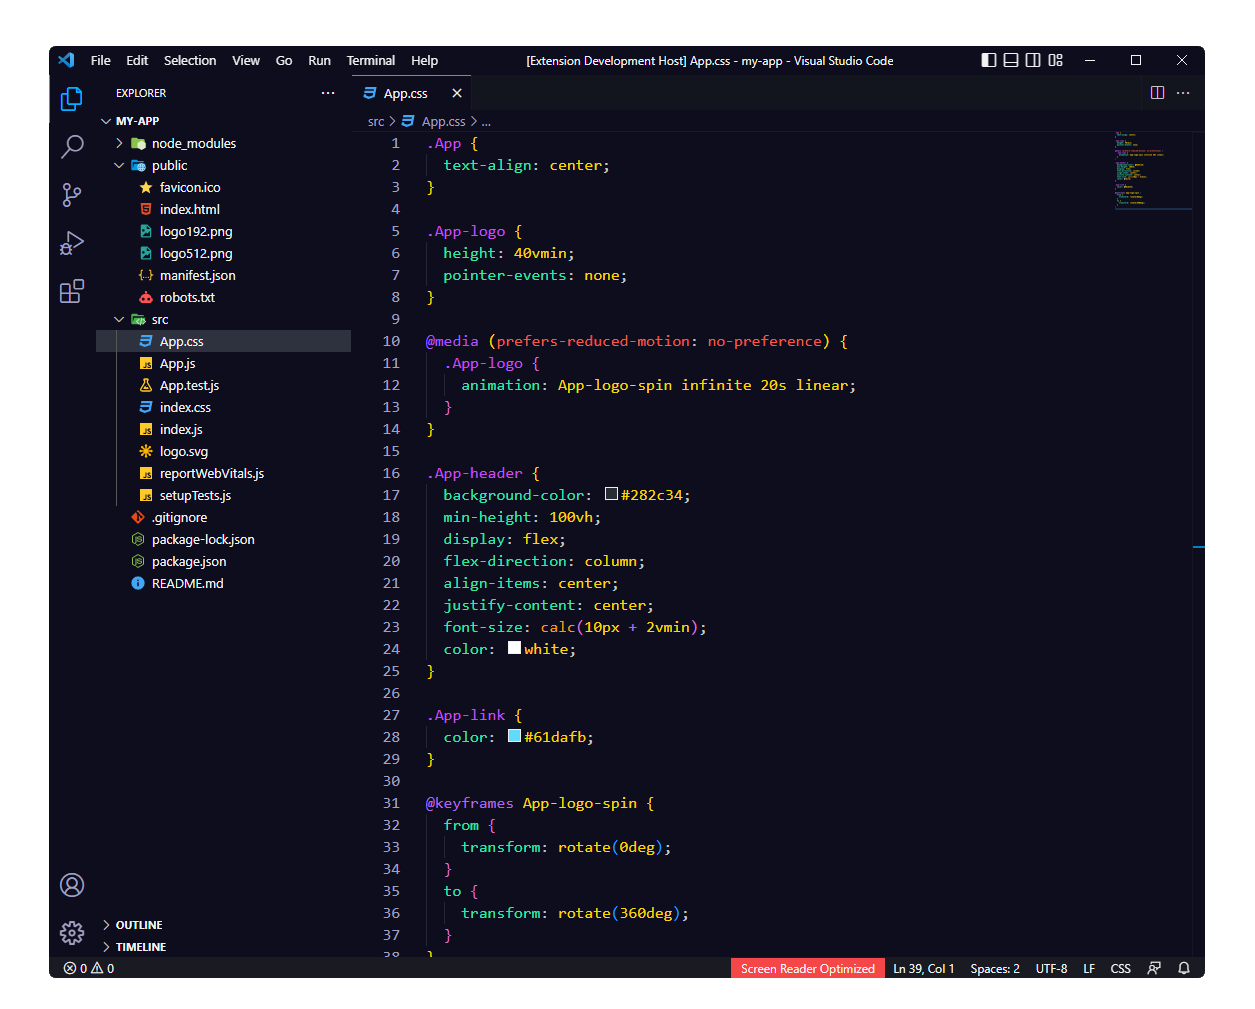 File Edit Selection View Go Run Terminal Help [Extension Development Host] App.css - my-app - Visual Studio Code
EXPLORER
App.css
MY-APP
node_modules
public
favicon.ico
index.html
logo192.png
logo512.png
manifest.json
robots.txt
src
App.css
App.js
App.test.js
index.css
index.js
logo.svg
reportWebVitals.js
setupTests.js
.gitignore
package-lock.json
package.json
README.md
OUTLINE
TIMELINE
src > App.css > ...
1 .App {
2 text-align: center;
3 }
4
5 .App-logo {
6 height: 40vmin;
7 pointer-events: none;
8 }
9
10 @media (prefers-reduced-motion: no-preference) {
11 .App-logo {
12 animation: App-logo-spin infinite 20s linear;
13 }
14 }
15
16 .App-header {
17 background-color: #282c34;
18 min-height: 100vh;
19 display: flex;
20 flex-direction: column;
21 align-items: center;
22 justify-content: center;
23 font-size: calc(10px + 2vmin);
24 color: white;
25 }
26
27 .App-link {
28 color: #61dafb;
29 }
30
31 @keyframes App-logo-spin {
32 from {
33 transform: rotate(0deg);
34 }
35 to {
36 transform: rotate(360deg);
37 }
38 }
0 0 Screen Reader Optimized Ln 39, Col 1 Spaces: 2 UTF-8 LF CSS